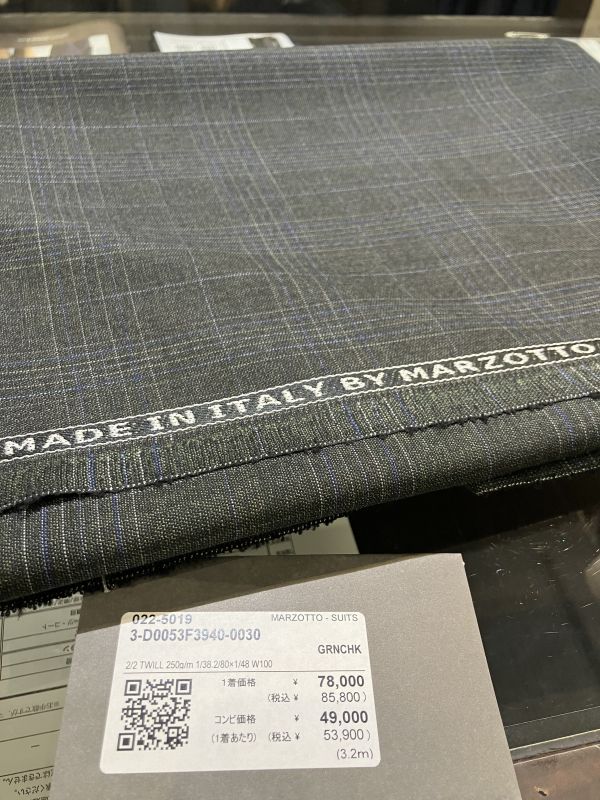 MADE IN ITALY BY MARZOTTO
022-5019
MARZOTTO - SUITS
3-D0053F3940-0030
GRNCHK
2/2 TWILL 250g/m 1/38.2/80×1/48 W100
1着価格 ¥ 78,000
(税込 ¥ 85,800)
コンビ価格 ¥ 49,000
(1着あたり) (税込 ¥ 53,900)
(3.2m)